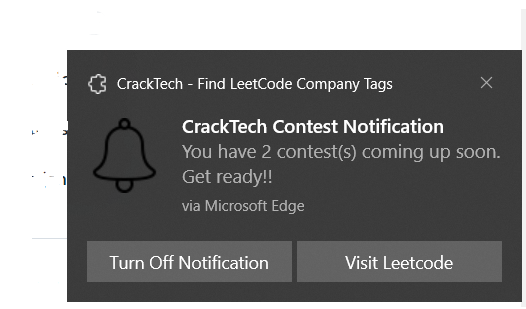 CrackTech - Find LeetCode Company Tags
CrackTech Contest Notification
You have 2 contest(s) coming up soon.
Get ready!!
via Microsoft Edge
Turn Off Notification
Visit Leetcode